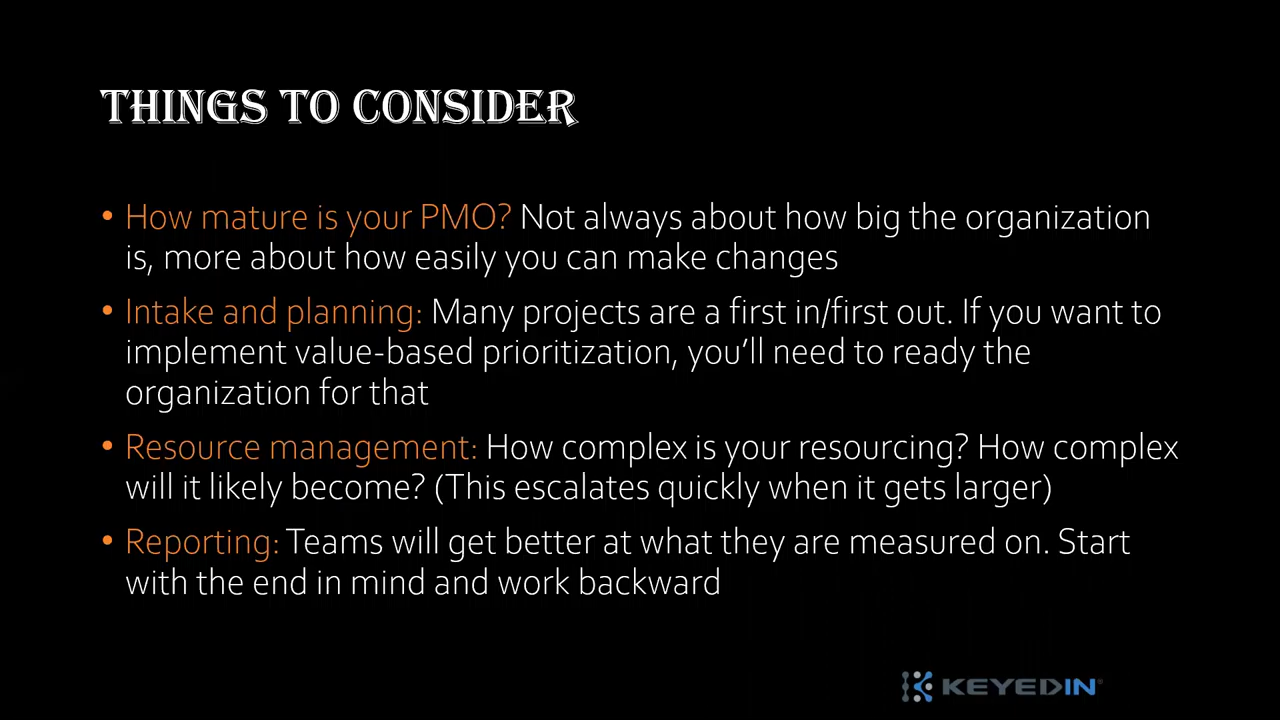 THINGS TO CONSIDER
• How mature is your PMO? Not always about how big the organization
is, more about how easily you can make changes
• Intake and planning: Many projects are a first in/first out. If you want to
implement value-based prioritization, you’ll need to ready the
organization for that
• Resource management: How complex is your resourcing? How complex
will it likely become? (This escalates quickly when it gets larger)
• Reporting: Teams will get better at what they are measured on. Start
with the end in mind and work backward
KEYEDIN